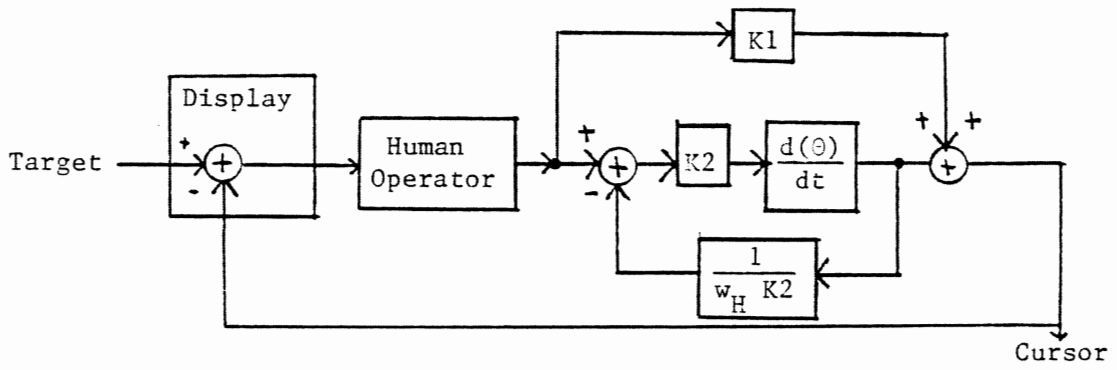 K1
Display
+
-
Target
+
Human
Operator
+
-
+
K2
d(Θ)
dt
+ +
+
1
w_H K2
Cursor